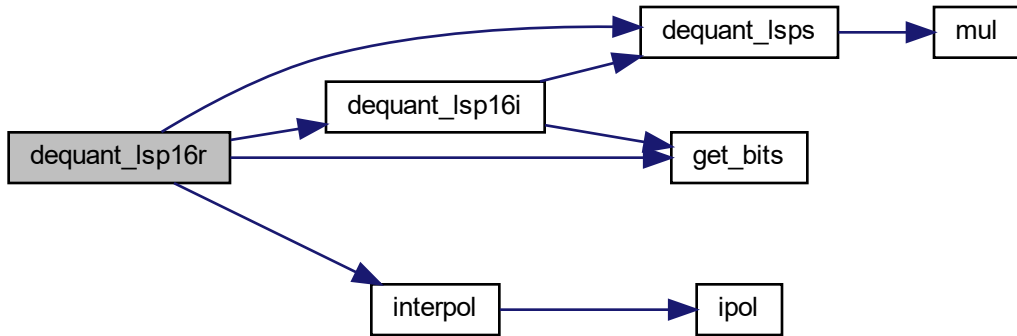 dequant_lsps
mul
dequant_lsp16i
dequant_lsp16r
get_bits
interpol
ipol